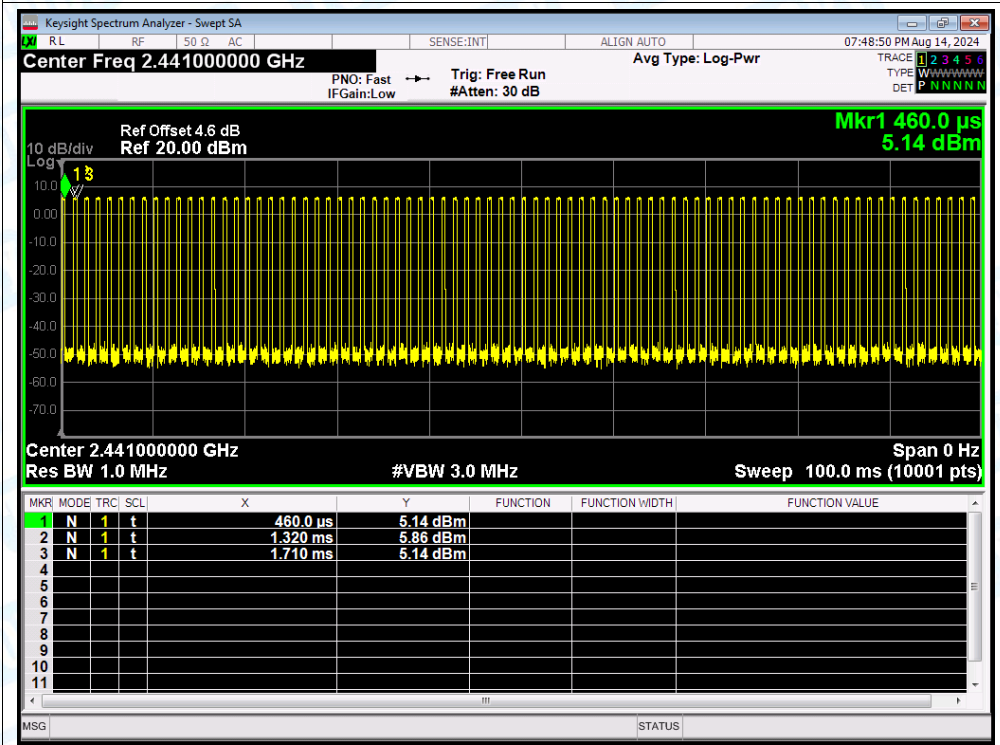 Keysight Spectrum Analyzer - Swept SA
LXI RL RF 50 Ω AC SENSE:INT ALIGN AUTO 07:48:50 PM Aug 14, 2024
Center Freq 2.441000000 GHz
PNO: Fast
IFGain:Low
Trig: Free Run
#Atten: 30 dB
Avg Type: Log-Pwr
TRACE 1 2 3 4 5 6
TYPE WWWWWW
DET P N N N N N
Mkr1 460.0 µs
5.14 dBm
Ref Offset 4.6 dB
10 dB/div Ref 20.00 dBm
Log
1 3
10.0
0.00
-10.0
-20.0
-30.0
-40.0
-50.0
-60.0
-70.0
Center 2.441000000 GHz Span 0 Hz
Res BW 1.0 MHz #VBW 3.0 MHz Sweep 100.0 ms (10001 pts)
MKR MODE TRC SCL X Y FUNCTION FUNCTION WIDTH FUNCTION VALUE
1 N 1 t 460.0 µs 5.14 dBm
2 N 1 t 1.320 ms 5.86 dBm
3 N 1 t 1.710 ms 5.14 dBm
4
5
6
7
8
9
10
11
MSG STATUS